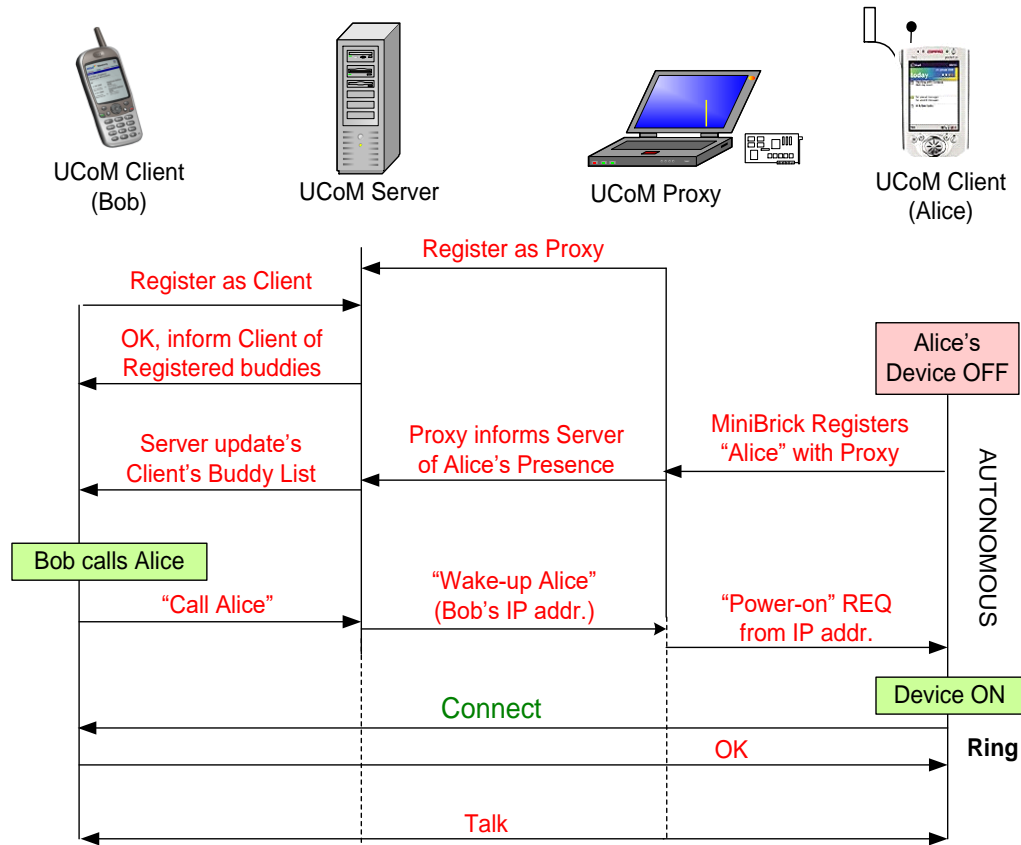 UCoM Client
(Bob)
UCoM Server
UCoM Proxy
COMPAQ
today
UCoM Client
(Alice)
Register as Proxy
Register as Client
OK, inform Client of
Registered buddies
Alice's
Device OFF
MiniBrick Registers
“Alice” with Proxy
Proxy informs Server
of Alice's Presence
Server update's
Client's Buddy List
AUTONOMOUS
Bob calls Alice
“Call Alice”
“Wake-up Alice”
(Bob's IP addr.)
“Power-on” REQ
from IP addr.
Device ON
Connect
Ring
OK
Talk